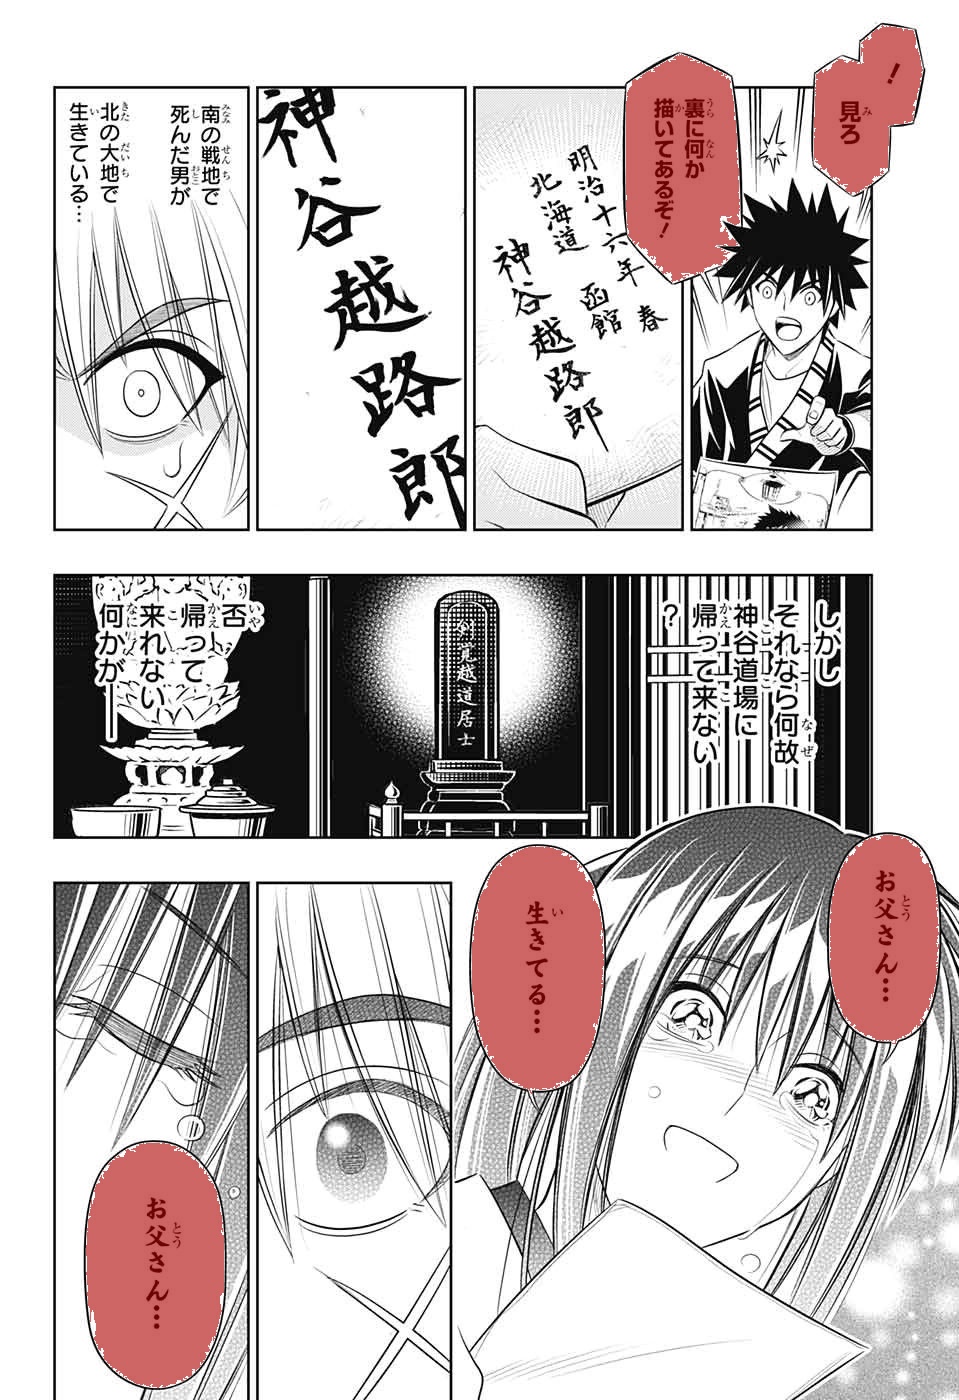 ！
見ろ
裏に何か
描いてあるぞ！
明治十六年 春
北海道 函館
神谷越路郎
神谷越路郎
南の戦地で
死んだ男が
北の大地で
生きている…
しかし
それなら何故
神谷道場に
帰って来ない
？
越道居士
否
帰って
来れない
何かが――
お父さん…
生きてる…
お父さん…